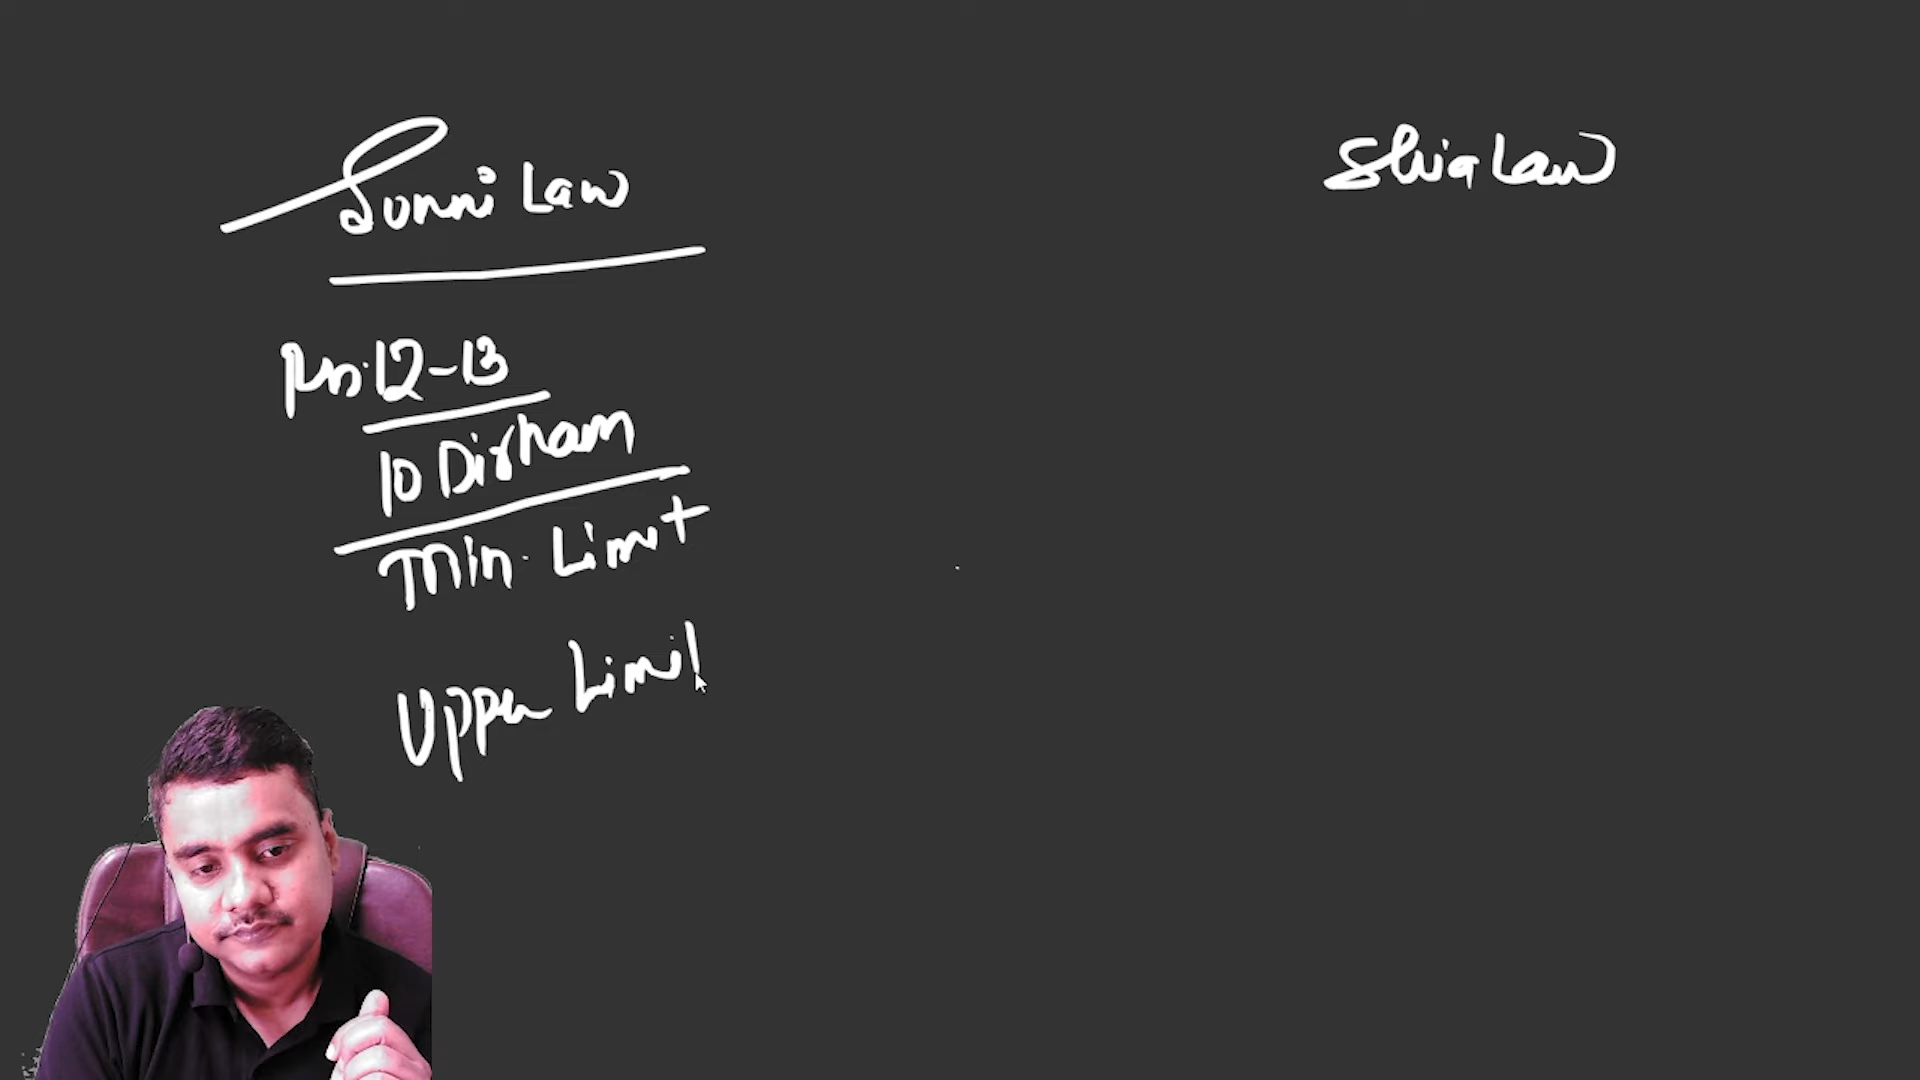 Sunni Law
Shia Law
Rs. 12-13
10 Dirham
Min. Limit
Upper Limit